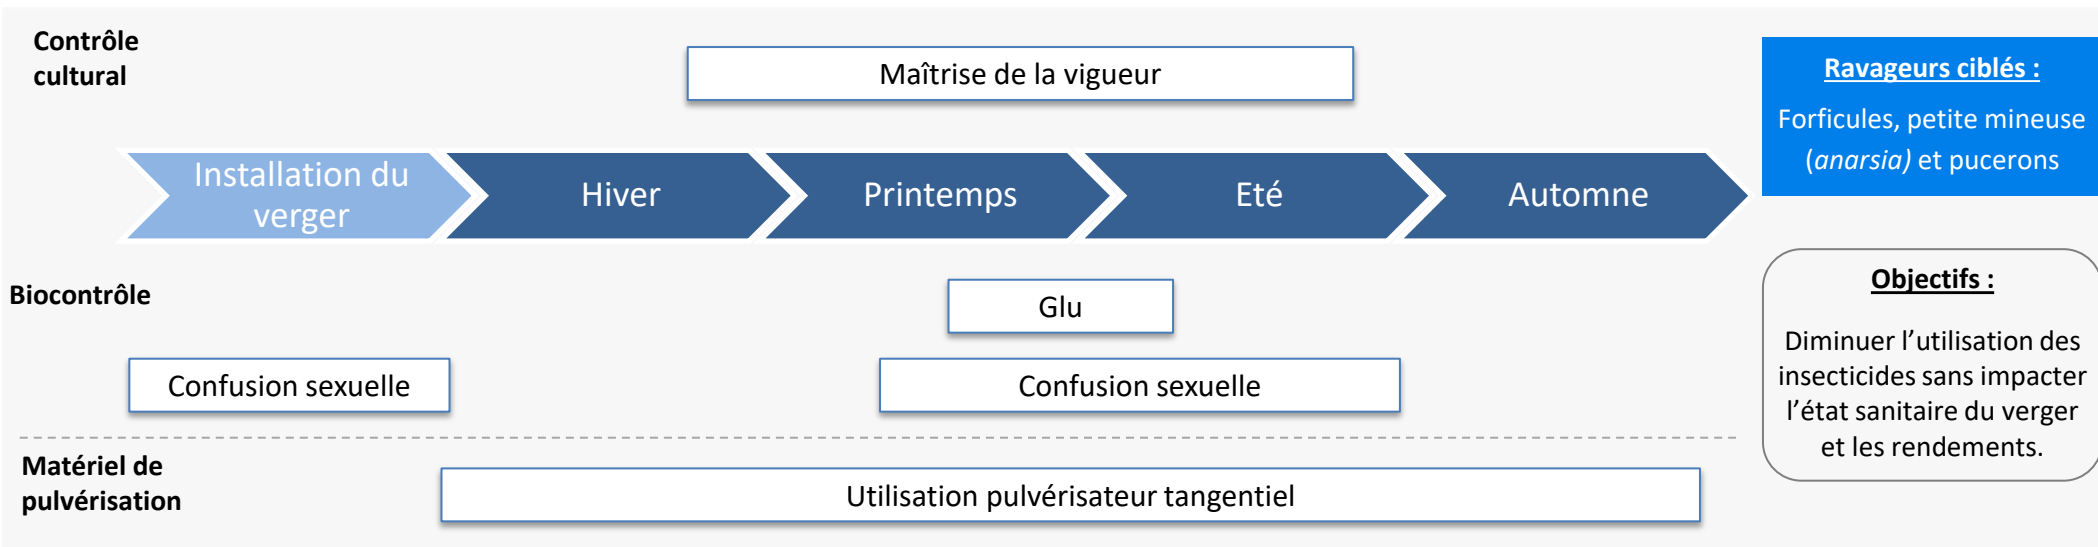 Contrôle
cultural
Maîtrise de la vigueur
Installation du
verger
Hiver
Printemps
Eté
Automne
Biocontrôle
Glu
Confusion sexuelle
Confusion sexuelle
Matériel de
pulvérisation
Utilisation pulvérisateur tangentiel
Ravageurs ciblés :
Forficules, petite mineuse
(anarsia) et pucerons
Objectifs :
Diminuer l’utilisation des
insecticides sans impacter
l’état sanitaire du verger
et les rendements.